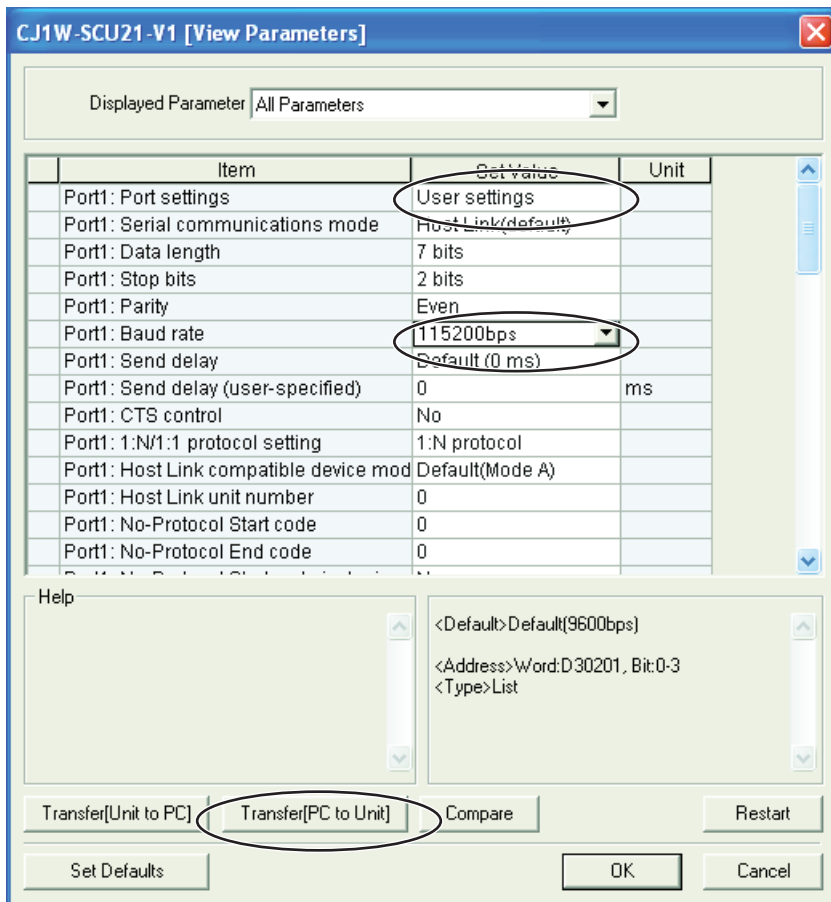 CJ1W-SCU21-V1 [View Parameters]
Displayed Parameter All Parameters
Item Set Value Unit
Port1: Port settings User settings
Port1: Serial communications mode Host Link(default)
Port1: Data length 7 bits
Port1: Stop bits 2 bits
Port1: Parity Even
Port1: Baud rate 115200bps
Port1: Send delay Default (0 ms)
Port1: Send delay (user-specified) 0 ms
Port1: CTS control No
Port1: 1:N/1:1 protocol setting 1:N protocol
Port1: Host Link compatible device mod Default(Mode A)
Port1: Host Link unit number 0
Port1: No-Protocol Start code 0
Port1: No-Protocol End code 0
Help
<Default>Default(9600bps)
<Address>Word:D30201, Bit:0-3
<Type>List
Transfer[Unit to PC] Transfer[PC to Unit] Compare Restart
Set Defaults OK Cancel